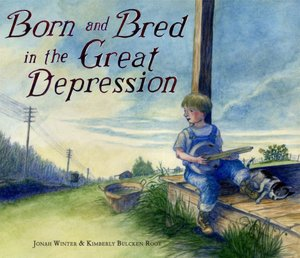 Born and Bred
in the Great
Depression
Jonah Winter & Kimberly Bulcken Root